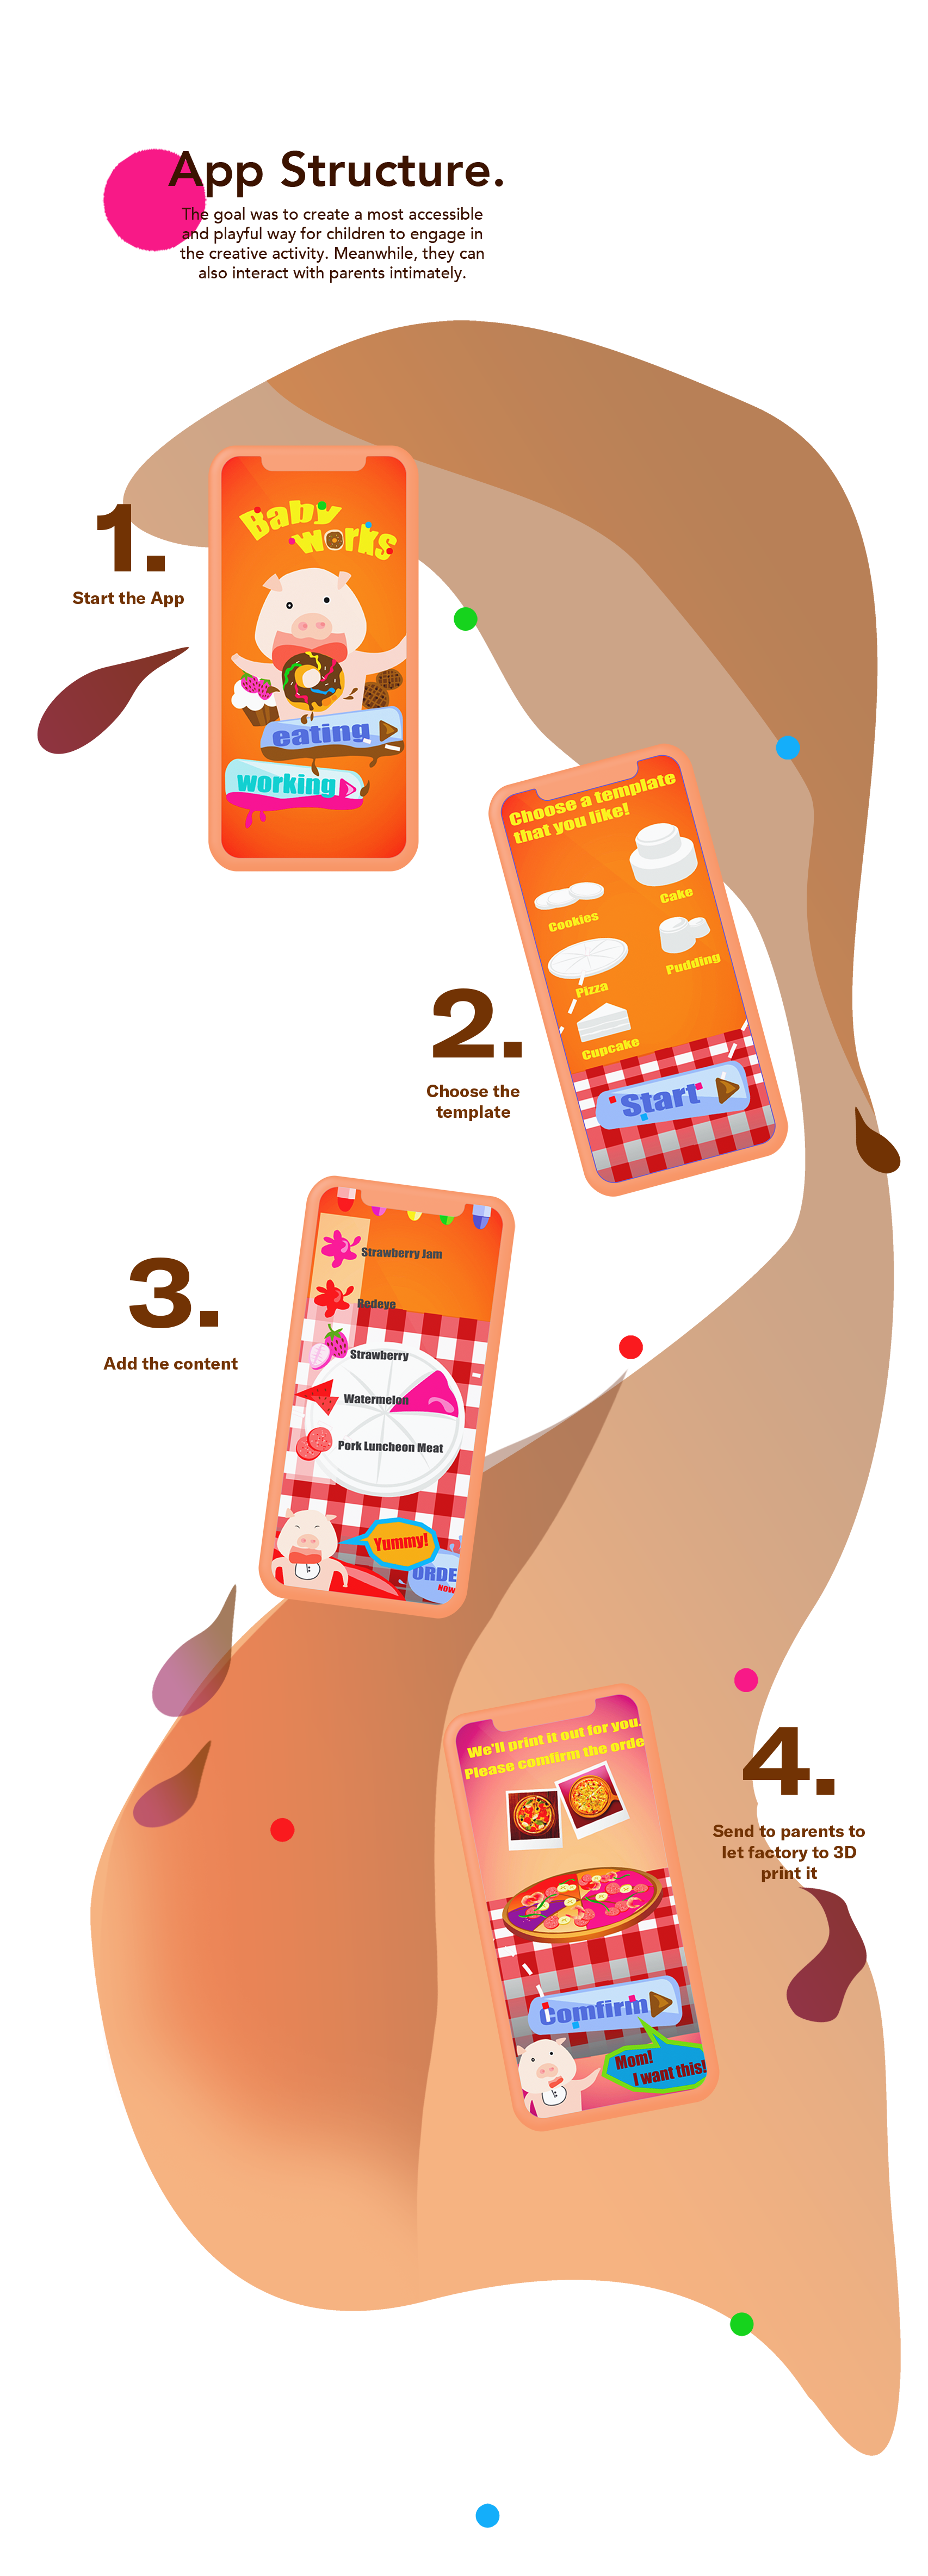 App Structure.
The goal was to create a most accessible
and playful way for children to engage in
the creative activity. Meanwhile, they can
also interact with parents intimately.
1.
Start the App
Baby
works
eating
working
2.
Choose the
template
Choose a template
that you like!
Cake
Cookies
Pudding
Pizza
Cupcake
Start
3.
Add the content
Strawberry Jam
Redeye
Strawberry
Watermelon
Pork Luncheon Meat
Yummy!
ORDE
NOW
4.
Send to parents to
let factory to 3D
print it
We'll print it out for you.
Please comfirm the orde
Comfirm
Mom!
I want this!